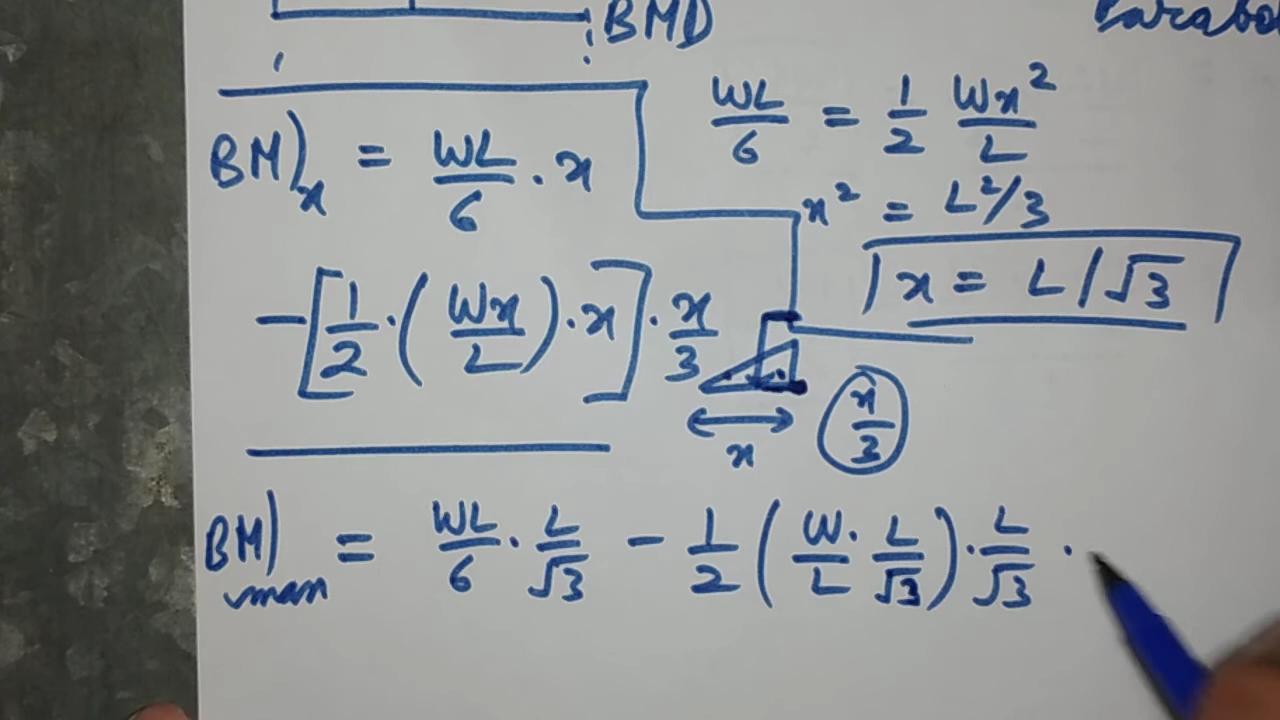 BMD
WL/6 = 1/2 Wx²/L
BM)x = WL/6 . x
x² = L²/3
x = L/√3
-[1/2 . (Wx/L) . x] . x/3
x
x/3
BM)max = WL/6 . L/√3 - 1/2 (W/L . L/√3) . L/√3 .